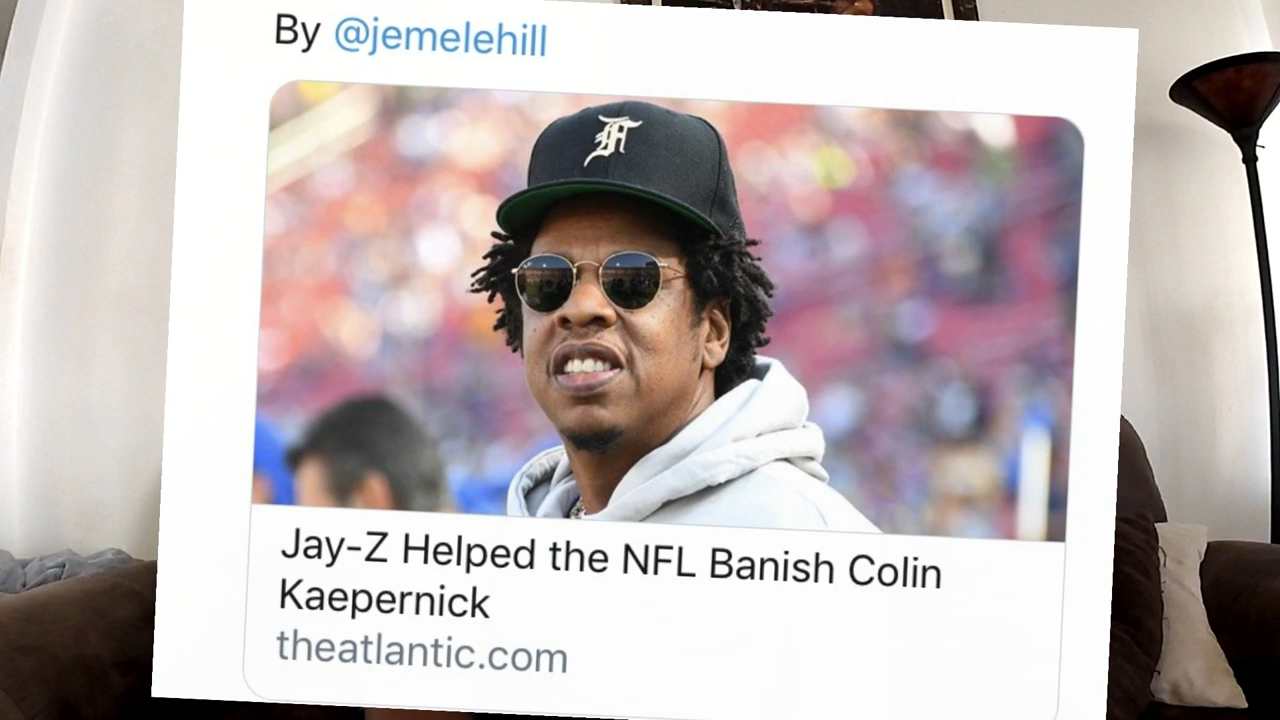 By @jemelehill
F
Jay-Z Helped the NFL Banish Colin
Kaepernick
theatlantic.com